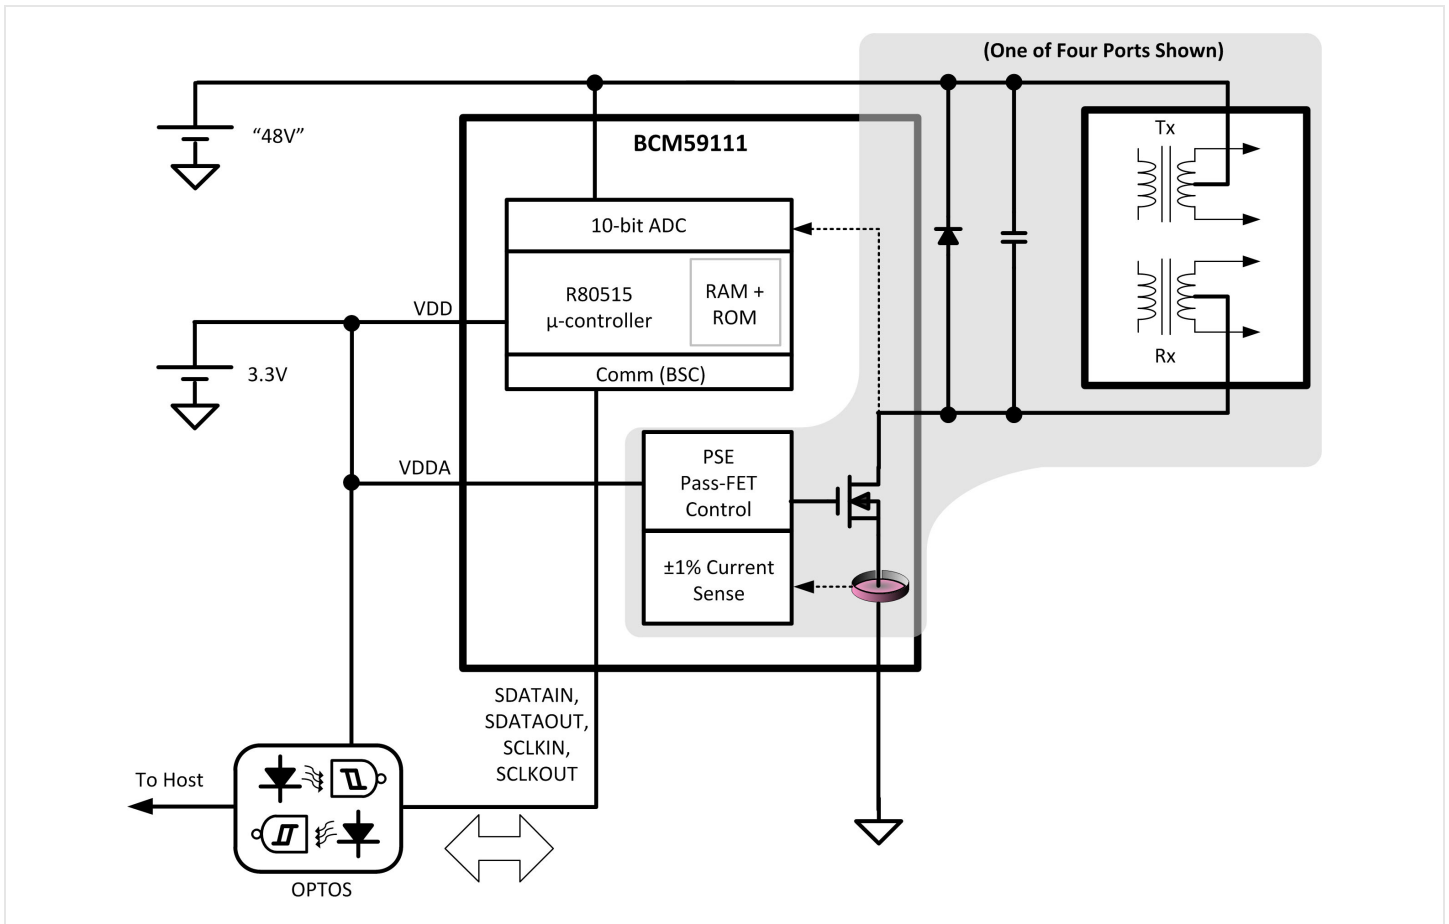 (One of Four Ports Shown)
“48V”
BCM59111
Tx
10-bit ADC
R80515
µ-controller
RAM +
ROM
VDD
3.3V
Comm (BSC)
Rx
VDDA
PSE
Pass-FET
Control
±1% Current
Sense
SDATAIN,
SDATAOUT,
SCLKIN,
SCLKOUT
To Host
OPTOS